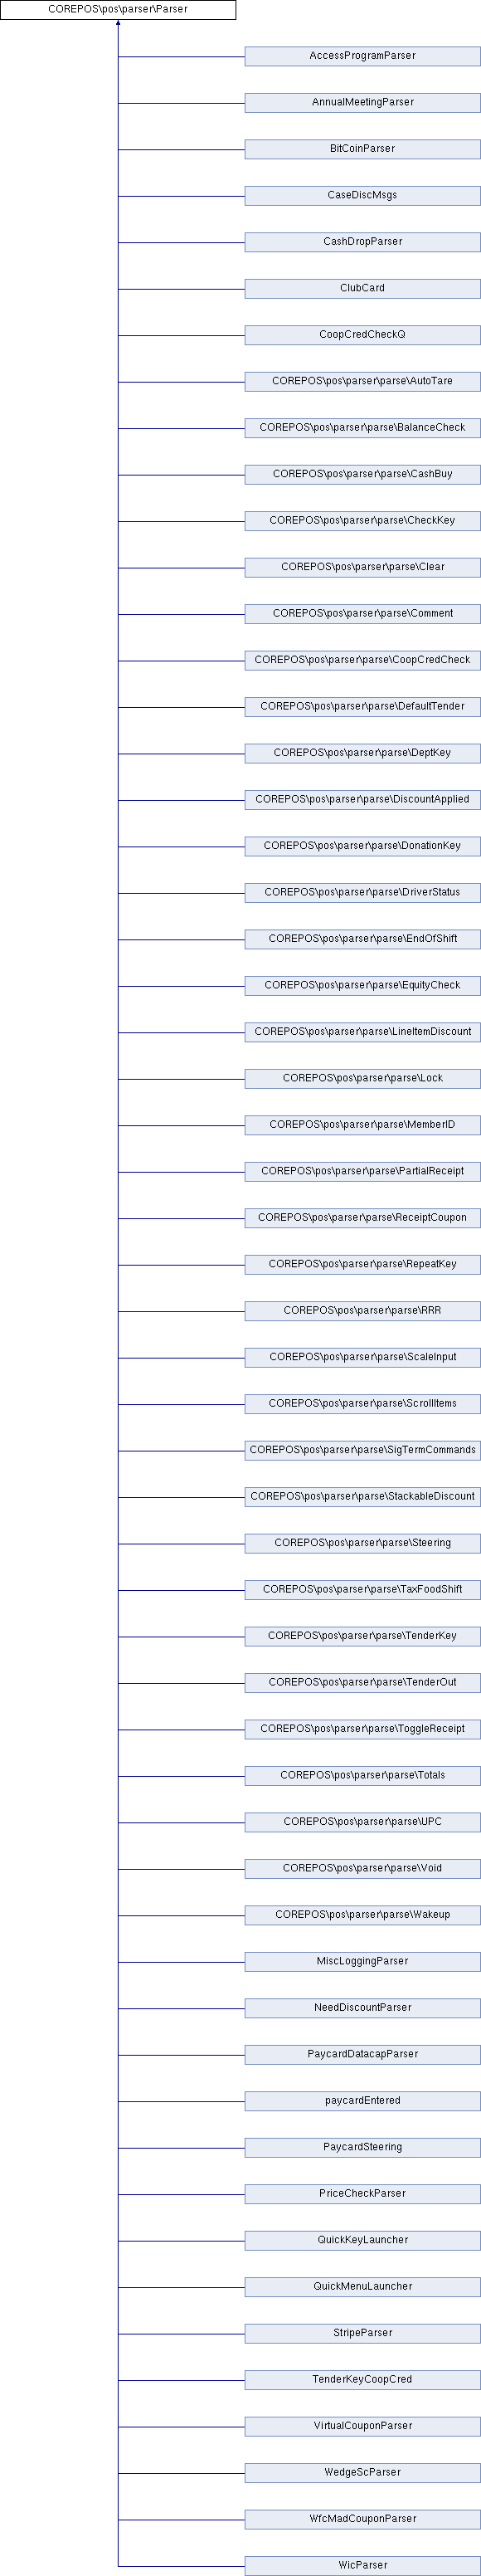 COREPOS\pos\parser\Parser
AccessProgramParser
AnnualMeetingParser
BitCoinParser
CaseDiscMsgs
CashDropParser
ClubCard
CoopCredCheckQ
COREPOS\pos\parser\parse\AutoTare
COREPOS\pos\parser\parse\BalanceCheck
COREPOS\pos\parser\parse\CashBuy
COREPOS\pos\parser\parse\CheckKey
COREPOS\pos\parser\parse\Clear
COREPOS\pos\parser\parse\Comment
COREPOS\pos\parser\parse\CoopCredCheck
COREPOS\pos\parser\parse\DefaultTender
COREPOS\pos\parser\parse\DeptKey
COREPOS\pos\parser\parse\DiscountApplied
COREPOS\pos\parser\parse\DonationKey
COREPOS\pos\parser\parse\DriverStatus
COREPOS\pos\parser\parse\EndOfShift
COREPOS\pos\parser\parse\EquityCheck
COREPOS\pos\parser\parse\LineItemDiscount
COREPOS\pos\parser\parse\Lock
COREPOS\pos\parser\parse\MemberID
COREPOS\pos\parser\parse\PartialReceipt
COREPOS\pos\parser\parse\ReceiptCoupon
COREPOS\pos\parser\parse\RepeatKey
COREPOS\pos\parser\parse\RRR
COREPOS\pos\parser\parse\ScaleInput
COREPOS\pos\parser\parse\ScrollItems
COREPOS\pos\parser\parse\SigTermCommands
COREPOS\pos\parser\parse\StackableDiscount
COREPOS\pos\parser\parse\Steering
COREPOS\pos\parser\parse\TaxFoodShift
COREPOS\pos\parser\parse\TenderKey
COREPOS\pos\parser\parse\TenderOut
COREPOS\pos\parser\parse\ToggleReceipt
COREPOS\pos\parser\parse\Totals
COREPOS\pos\parser\parse\UPC
COREPOS\pos\parser\parse\Void
COREPOS\pos\parser\parse\Wakeup
MiscLoggingParser
NeedDiscountParser
PaycardDatacapParser
paycardEntered
PaycardSteering
PriceCheckParser
QuickKeyLauncher
QuickMenuLauncher
StripeParser
TenderKeyCoopCred
VirtualCouponParser
WedgeScParser
WfcMadCouponParser
WicParser